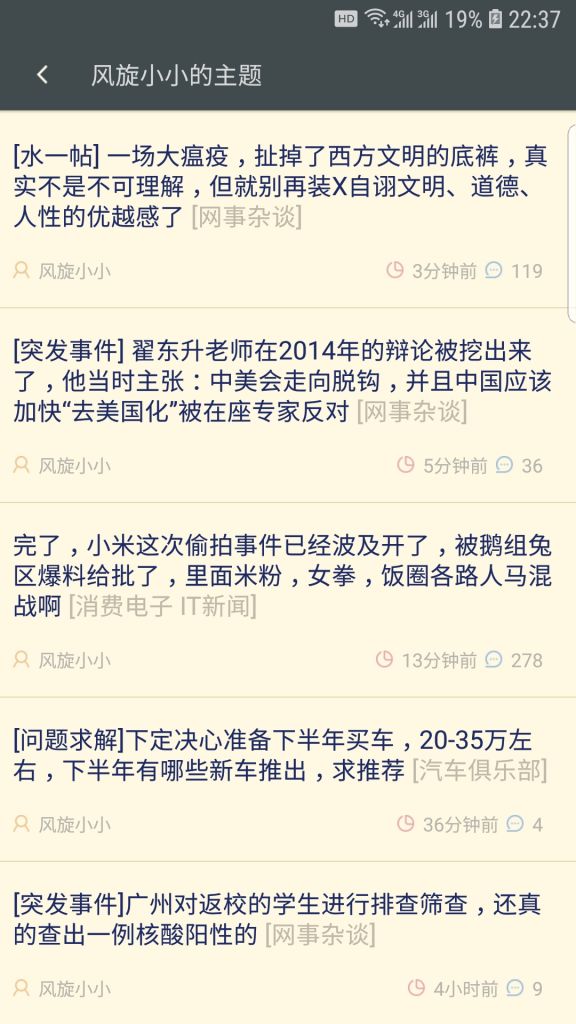 HD 4G 3G 19% 22:37
风旋小小的主题
[水一帖] 一场大瘟疫，扯掉了西方文明的底裤，真
实不是不可理解，但就别再装X自诩文明、道德、
人性的优越感了 [网事杂谈]
风旋小小 3分钟前 119
[突发事件] 翟东升老师在2014年的辩论被挖出来
了，他当时主张：中美会走向脱钩，并且中国应该
加快“去美国化”被在座专家反对 [网事杂谈]
风旋小小 5分钟前 36
完了，小米这次偷拍事件已经波及开了，被鹅组兔
区爆料给批了，里面米粉，女拳，饭圈各路人马混
战啊 [消费电子 IT新闻]
风旋小小 13分钟前 278
[问题求解]下定决心准备下半年买车，20-35万左
右，下半年有哪些新车推出，求推荐 [汽车俱乐部]
风旋小小 36分钟前 4
[突发事件]广州对返校的学生进行排查筛查，还真
的查出一例核酸阳性的 [网事杂谈]
风旋小小 4小时前 9